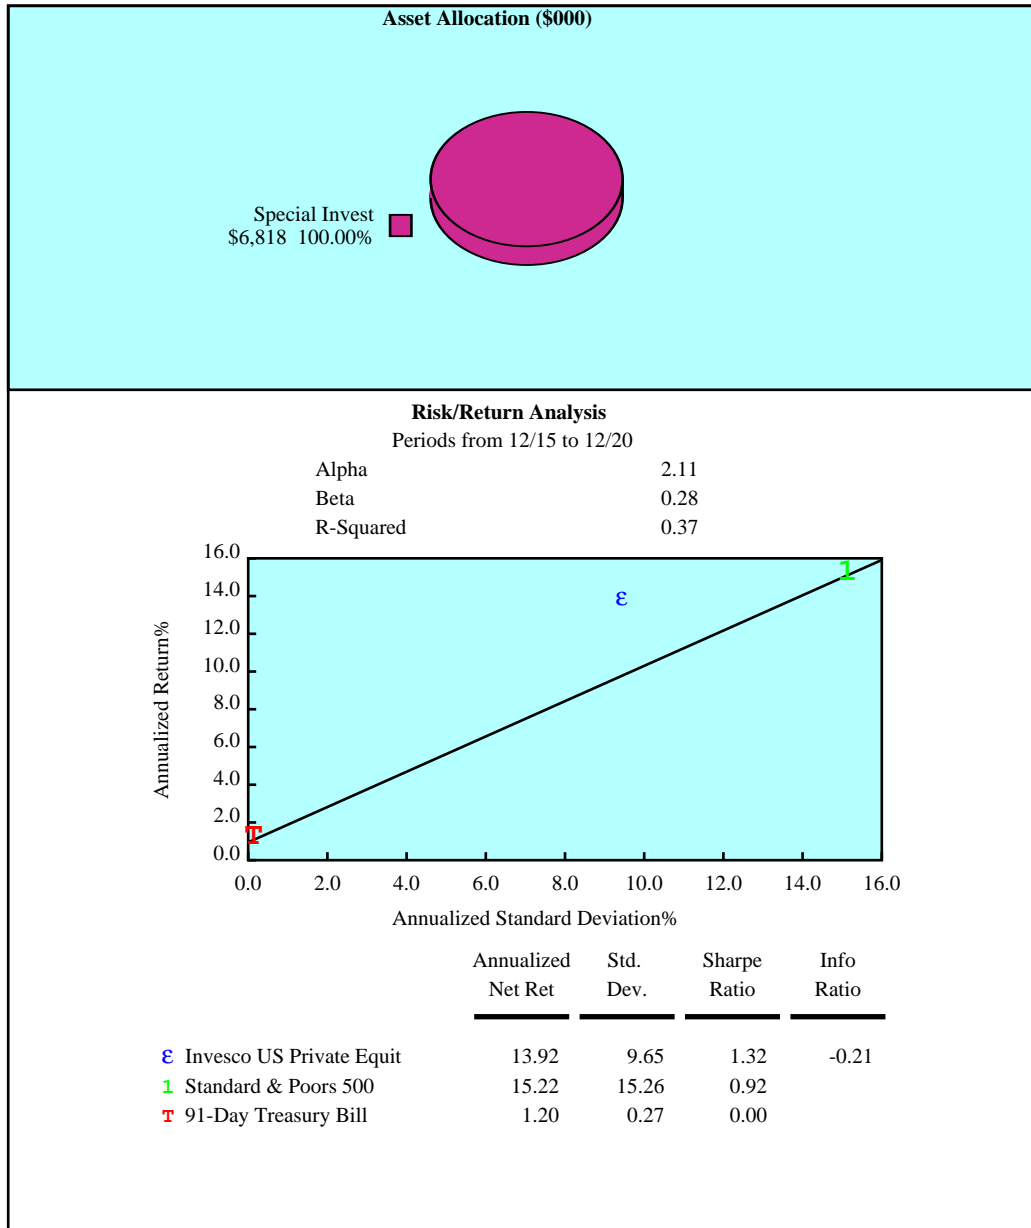 Asset Allocation ($000)
Special Invest
$6,818 100.00%
Risk/Return Analysis
Periods from 12/15 to 12/20
Alpha 2.11
Beta 0.28
R-Squared 0.37
Annualized Return%
16.0
14.0
12.0
10.0
8.0
6.0
4.0
2.0
0.0
ε
1
T
0.0 2.0 4.0 6.0 8.0 10.0 12.0 14.0 16.0
Annualized Standard Deviation%
Annualized Std. Sharpe Info
Net Ret Dev. Ratio Ratio
ε Invesco US Private Equit 13.92 9.65 1.32 -0.21
1 Standard & Poors 500 15.22 15.26 0.92
T 91-Day Treasury Bill 1.20 0.27 0.00